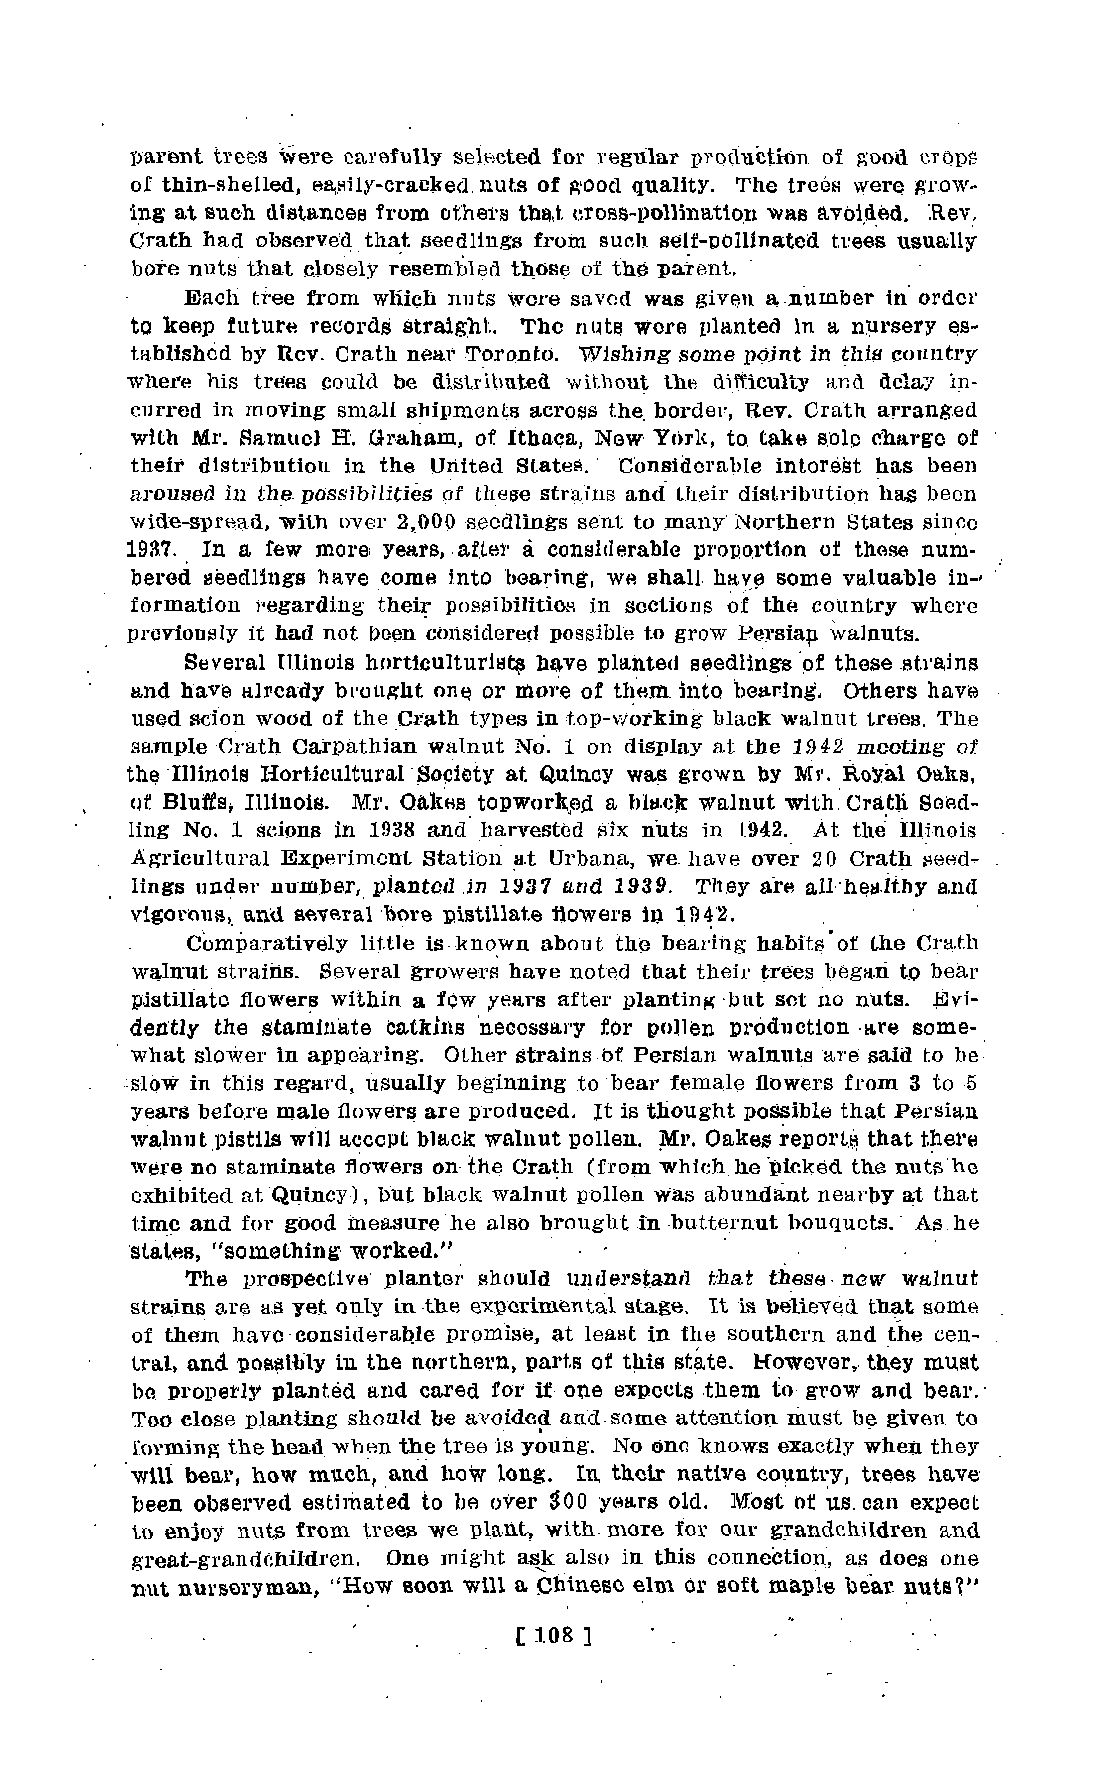 parent trees were carefully selected for regular production of good crops
of thin-shelled, easily-cracked nuts of good quality. The trees were grow-
ing at such distances from others that cross-pollination was avoided. Rev.
Crath had observed that seedlings from such self-pollinated trees usually
bore nuts that closely resembled those of the parent.
Each tree from which nuts were saved was given a number in order
to keep future records straight. The nuts were planted in a nursery es-
tablished by Rev. Crath near Toronto. Wishing some point in this country
where his trees could be distributed without the difficulty and delay in-
curred in moving small shipments across the border, Rev. Crath arranged
with Mr. Samuel H. Graham, of Ithaca, New York, to take sole charge of
their distribution in the United States. Considerable interest has been
aroused in the possibilities of these strains and their distribution has been
wide-spread, with over 2,000 seedlings sent to many Northern States since
1937. In a few more years, after a considerable proportion of these num-
bered seedlings have come into bearing, we shall have some valuable in-
formation regarding their possibilities in sections of the country where
previously it had not been considered possible to grow Persian walnuts.
Several Illinois horticulturists have planted seedlings of these strains
and have already brought one or more of them into bearing. Others have
used scion wood of the Crath types in top-working black walnut trees. The
sample Crath Carpathian walnut No. 1 on display at the 1942 meeting of
the Illinois Horticultural Society at Quincy was grown by Mr. Royal Oaks,
of Bluffs, Illinois. Mr. Oakes topworked a black walnut with Crath Seed-
ling No. 1 scions in 1938 and harvested six nuts in 1942. At the Illinois
Agricultural Experiment Station at Urbana, we have over 20 Crath seed-
lings under number, planted in 1937 and 1939. They are all healthy and
vigorous, and several bore pistillate flowers in 1942.
Comparatively little is known about the bearing habits of the Crath
walnut strains. Several growers have noted that their trees began to bear
pistillate flowers within a few years after planting but set no nuts. Evi-
dently the staminate catkins necessary for pollen production are some-
what slower in appearing. Other strains of Persian walnuts are said to be
slow in this regard, usually beginning to bear female flowers from 3 to 5
years before male flowers are produced. It is thought possible that Persian
walnut pistils will accept black walnut pollen. Mr. Oakes reports that there
were no staminate flowers on the Crath (from which he picked the nuts he
exhibited at Quincy), but black walnut pollen was abundant nearby at that
time and for good measure he also brought in butternut bouquets. As he
states, "something worked."
The prospective planter should understand that these new walnut
strains are as yet only in the experimental stage. It is believed that some
of them have considerable promise, at least in the southern and the cen-
tral, and possibly in the northern, parts of this state. However, they must
be properly planted and cared for if one expects them to grow and bear.
Too close planting should be avoided and some attention must be given to
forming the head when the tree is young. No one knows exactly when they
will bear, how much, and how long. In their native country, trees have
been observed estimated to be over 300 years old. Most of us can expect
to enjoy nuts from trees we plant, with more for our grandchildren and
great-grandchildren. One might ask also in this connection, as does one
nut nurseryman, "How soon will a Chinese elm or soft maple bear nuts?"
[ 108 ]